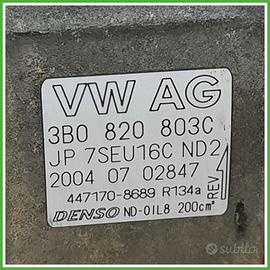 VW AG
3B0 820 803C
JP 7SEU16C ND2
2004 07 02847
447170-8689 R134a
DENSO ND-OIL8 200cm³
REV
subito